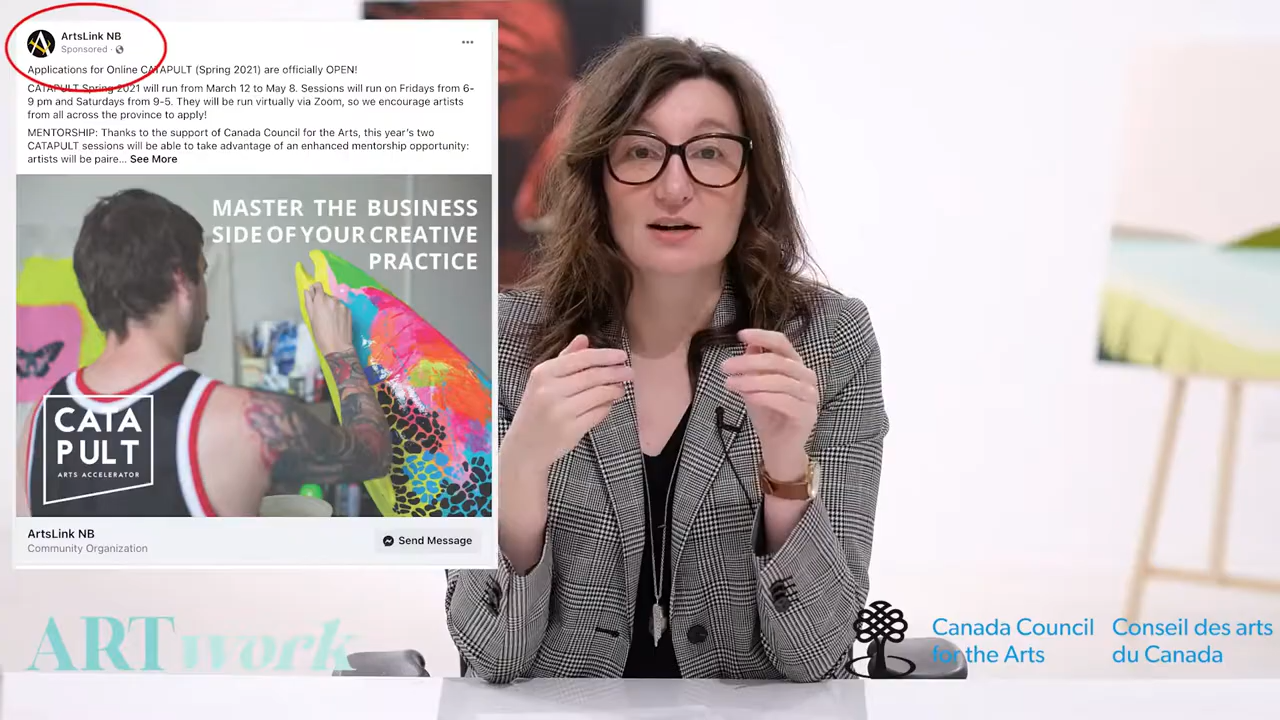 ArtsLink NB
Sponsored ·
Applications for Online CATAPULT (Spring 2021) are officially OPEN!
CATAPULT Spring 2021 will run from March 12 to May 8. Sessions will run on Fridays from 6-
9 pm and Saturdays from 9-5. They will be run virtually via Zoom, so we encourage artists
from all across the province to apply!
MENTORSHIP: Thanks to the support of Canada Council for the Arts, this year's two
CATAPULT sessions will be able to take advantage of an enhanced mentorship opportunity:
artists will be paire... See More
MASTER THE BUSINESS
SIDE OF YOUR CREATIVE
PRACTICE
CATA
PULT
ARTS ACCELERATOR
ArtsLink NB
Community Organization
Send Message
ARTwork
Canada Council
for the Arts
Conseil des arts
du Canada